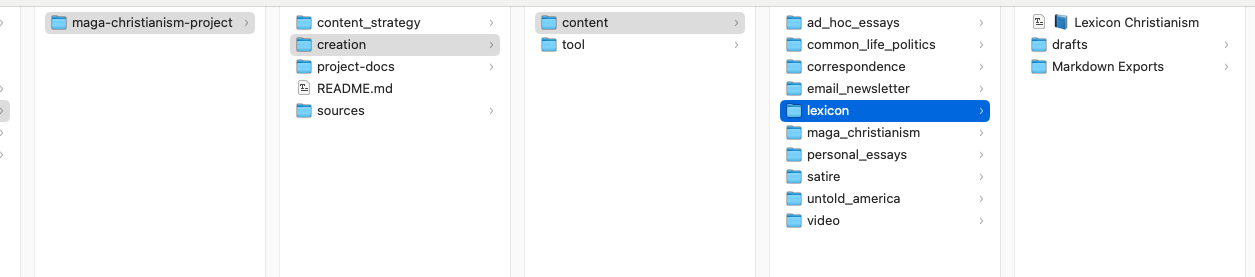 maga-christianism-project
content_strategy
creation
project-docs
README.md
sources
content
tool
ad_hoc_essays
common_life_politics
correspondence
email_newsletter
lexicon
maga_christianism
personal_essays
satire
untold_america
video
Lexicon Christianism
drafts
Markdown Exports